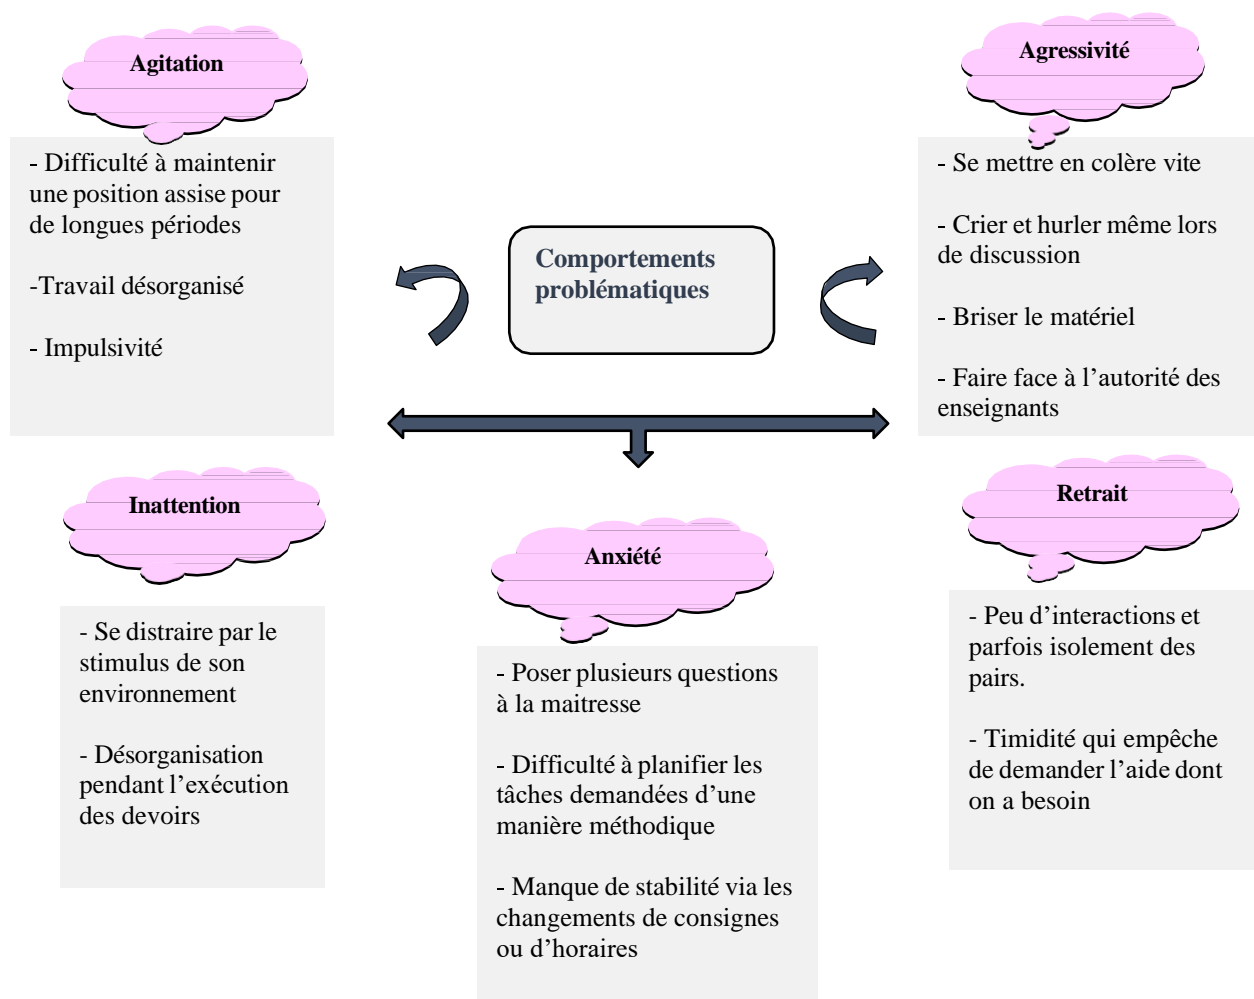 Agitation
- Difficulté à maintenir
une position assise pour
de longues périodes
-Travail désorganisé
- Impulsivité
Comportements
problématiques
Agressivité
- Se mettre en colère vite
- Crier et hurler même lors
de discussion
- Briser le matériel
- Faire face à l’autorité des
enseignants
Inattention
- Se distraire par le
stimulus de son
environnement
- Désorganisation
pendant l’exécution
des devoirs
Anxiété
- Poser plusieurs questions
à la maitresse
- Difficulté à planifier les
tâches demandées d’une
manière méthodique
- Manque de stabilité via les
changements de consignes
ou d’horaires
Retrait
- Peu d’interactions et
parfois isolement des
pairs.
- Timidité qui empêche
de demander l’aide dont
on a besoin